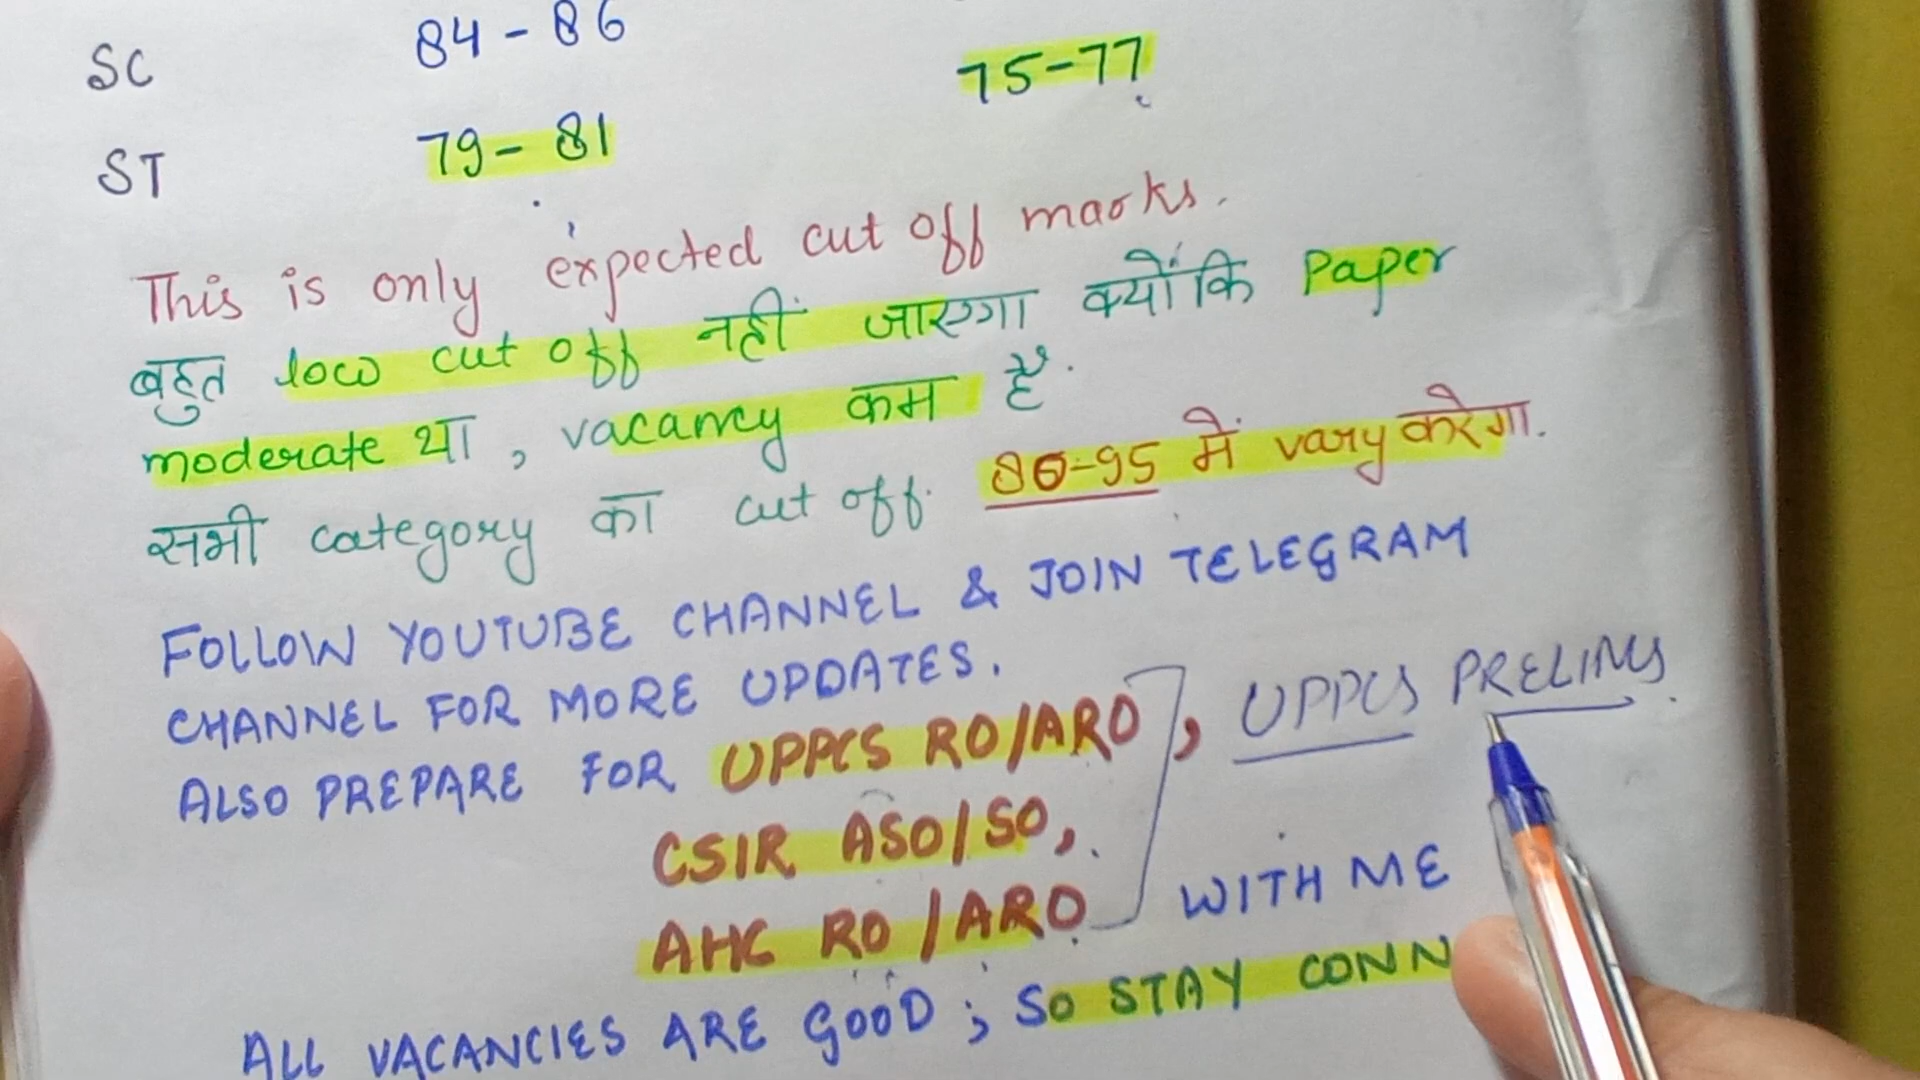 SC 84-86 75-77
ST 79-81
This is only expected cut off marks.
बहुत low cut off नहीं जाएगा क्योंकि Paper
moderate था, vacancy कम है.
सभी category का cut off 80-95 में vary करेगा.
FOLLOW YOUTUBE CHANNEL & JOIN TELEGRAM
CHANNEL FOR MORE UPDATES.
ALSO PREPARE FOR UPPCS RO/ARO, UPPCS PRELIMS
CSIR ASO/SO,
AHC RO/ARO WITH ME
ALL VACANCIES ARE GOOD; SO STAY CONN